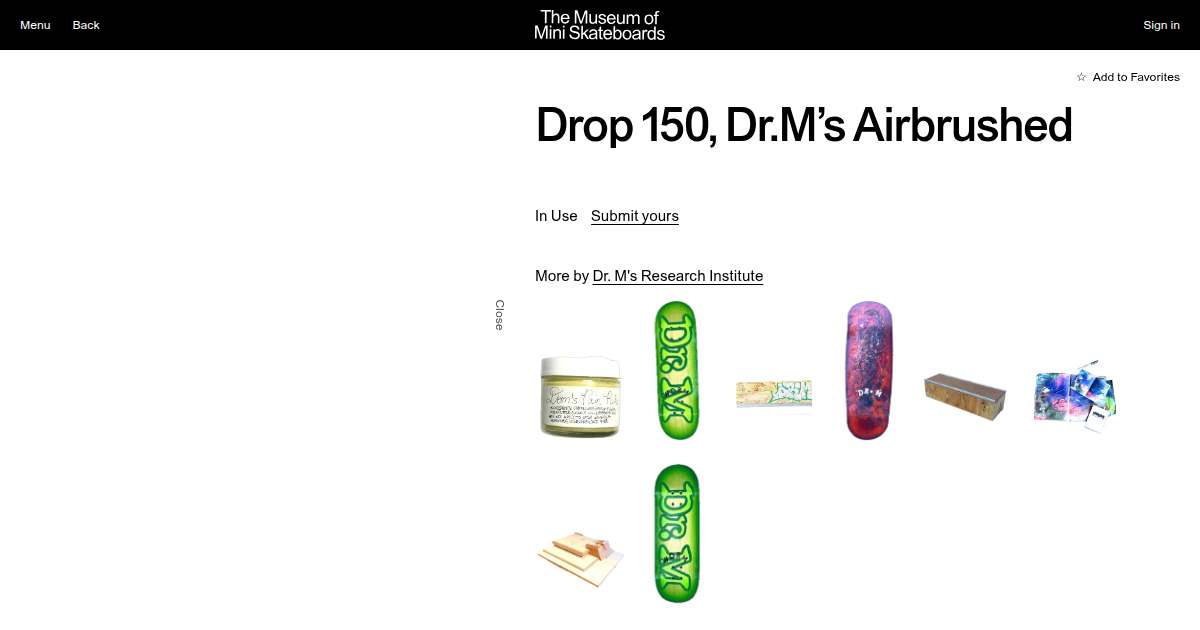 Menu
Back
The Museum of
Mini Skateboards
Sign in
☆ Add to Favorites
Drop 150, Dr.M’s Airbrushed
In Use Submit yours
More by Dr. M's Research Institute
Close
Dr. M
DR·M
Dr. M